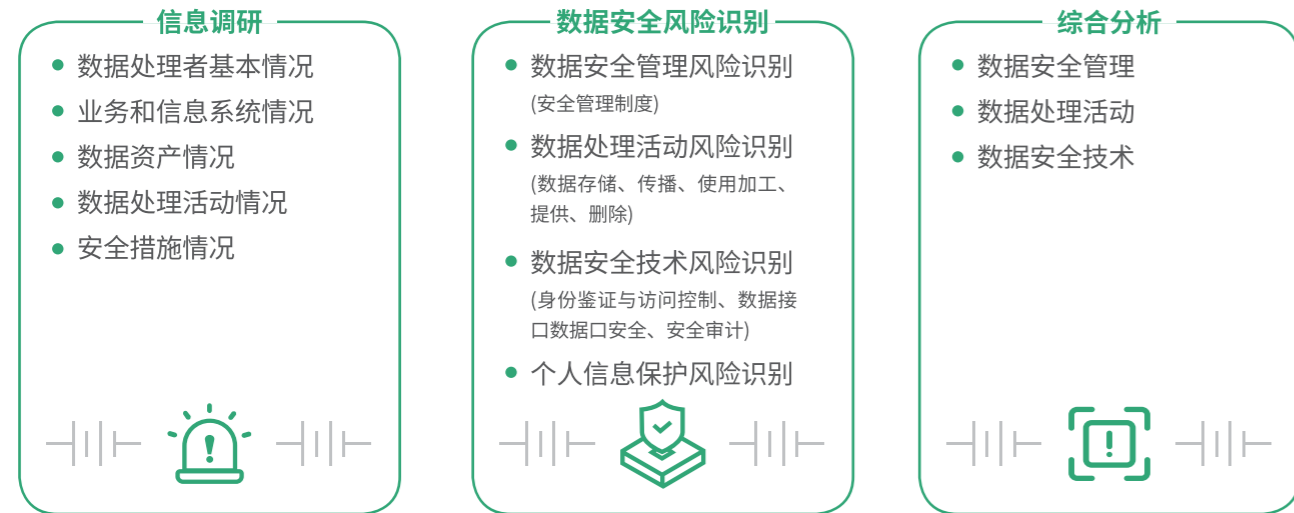 信息调研
数据处理者基本情况
业务和信息系统情况
数据资产情况
数据处理活动情况
安全措施情况
数据安全风险识别
数据安全管理风险识别
(安全管理制度)
数据处理活动风险识别
(数据存储、传播、使用加工、
提供、删除)
数据安全技术风险识别
(身份鉴证与访问控制、数据接
口数据口安全、安全审计)
个人信息保护风险识别
综合分析
数据安全管理
数据处理活动
数据安全技术